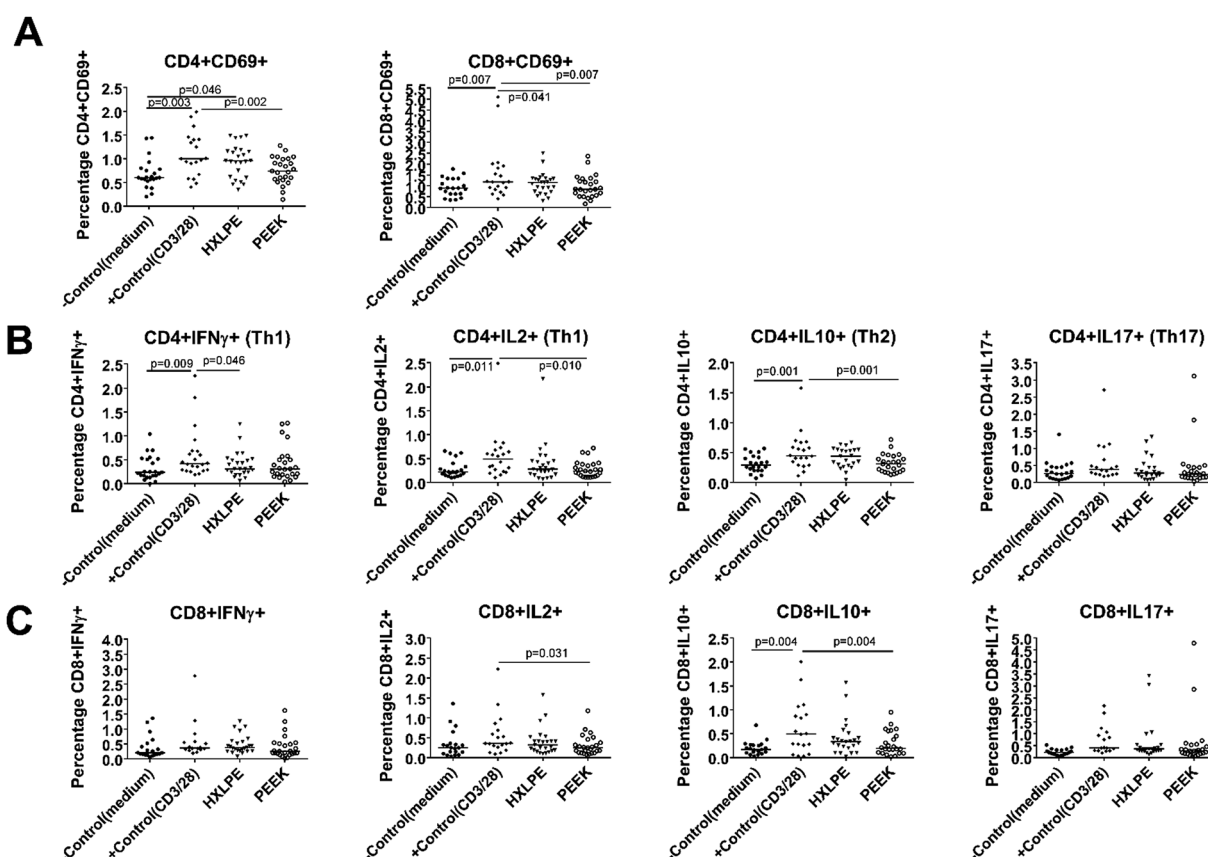 A
CD4+CD69+
Percentage CD4+CD69+
p=0.046
p=0.003
p=0.002
2.5
2.0
1.5
1.0
0.5
0.0
-Control(medium)
+Control(CD3/28)
HXLPE
PEEK
CD8+CD69+
Percentage CD8+CD69+
p=0.007
p=0.007
p=0.041
5.5
5.0
4.5
4.0
3.5
3.0
2.5
2.0
1.5
1.0
0.5
0.0
-Control(medium)
+Control(CD3/28)
HXLPE
PEEK
B
CD4+IFNγ+ (Th1)
Percentage CD4+IFNγ+
p=0.009
p=0.046
2.5
2.0
1.5
1.0
0.5
0.0
-Control(medium)
+Control(CD3/28)
HXLPE
PEEK
CD4+IL2+ (Th1)
Percentage CD4+IL2+
p=0.011
p=0.010
2.5
2.0
1.5
1.0
0.5
0.0
-Control(medium)
+Control(CD3/28)
HXLPE
PEEK
CD4+IL10+ (Th2)
Percentage CD4+IL10+
p=0.001
p=0.001
2.0
1.5
1.0
0.5
0.0
-Control(medium)
+Control(CD3/28)
HXLPE
PEEK
CD4+IL17+ (Th17)
Percentage CD4+IL17+
3.5
3.0
2.5
2.0
1.5
1.0
0.5
0.0
-Control(medium)
+Control(CD3/28)
HXLPE
PEEK
C
CD8+IFNγ+
Percentage CD8+IFNγ+
4.0
3.5
3.0
2.5
2.0
1.5
1.0
0.5
0.0
-Control(medium)
+Control(CD3/28)
HXLPE
PEEK
CD8+IL2+
Percentage CD8+IL2+
p=0.031
3.0
2.5
2.0
1.5
1.0
0.5
0.0
-Control(medium)
+Control(CD3/28)
HXLPE
PEEK
CD8+IL10+
Percentage CD8+IL10+
p=0.004
p=0.004
2.5
2.0
1.5
1.0
0.5
0.0
-Control(medium)
+Control(CD3/28)
HXLPE
PEEK
CD8+IL17+
Percentage CD8+IL17+
5.0
4.5
4.0
3.5
3.0
2.5
2.0
1.5
1.0
0.5
0.0
-Control(medium)
+Control(CD3/28)
HXLPE
PEEK